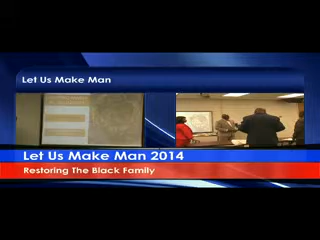 Let Us Make Man
Let Us Make Man 2014
Restoring The Black Family